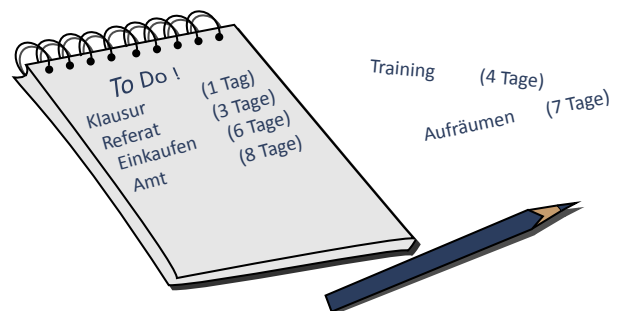 To Do !
Klausur (1 Tag)
Referat (3 Tage)
Einkaufen (6 Tage)
Amt (8 Tage)
Training (4 Tage)
Aufräumen (7 Tage)